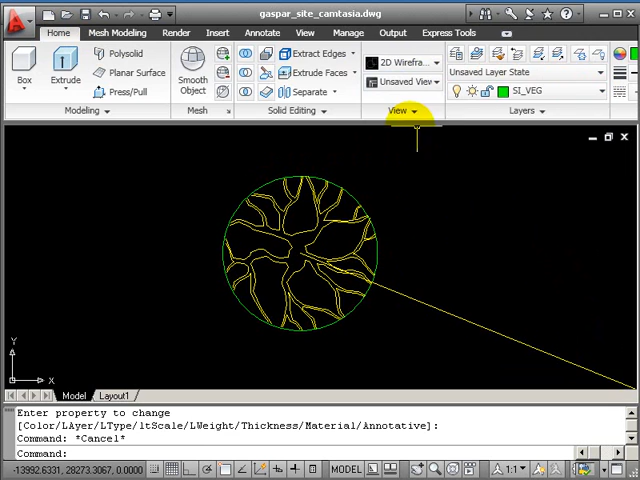 gaspar_site_camtasia.dwg
Home Mesh Modeling Render Insert Annotate View Manage Output Express Tools
Box
Extrude
Polysolid
Planar Surface
Press/Pull
Smooth
Object
Extract Edges
Extrude Faces
Separate
2D Wirefra...
Unsaved View
Unsaved Layer State
SI_VEG
Modeling
Mesh
Solid Editing
View
Layers
Y
X
Model Layout1
Enter property to change
[Color/LAyer/LType/ltScale/LWeight/Thickness/Material/Annotative]:
Command: *Cancel*
Command:
-13992.6331, 28273.3067, 0.0000 MODEL 1:1